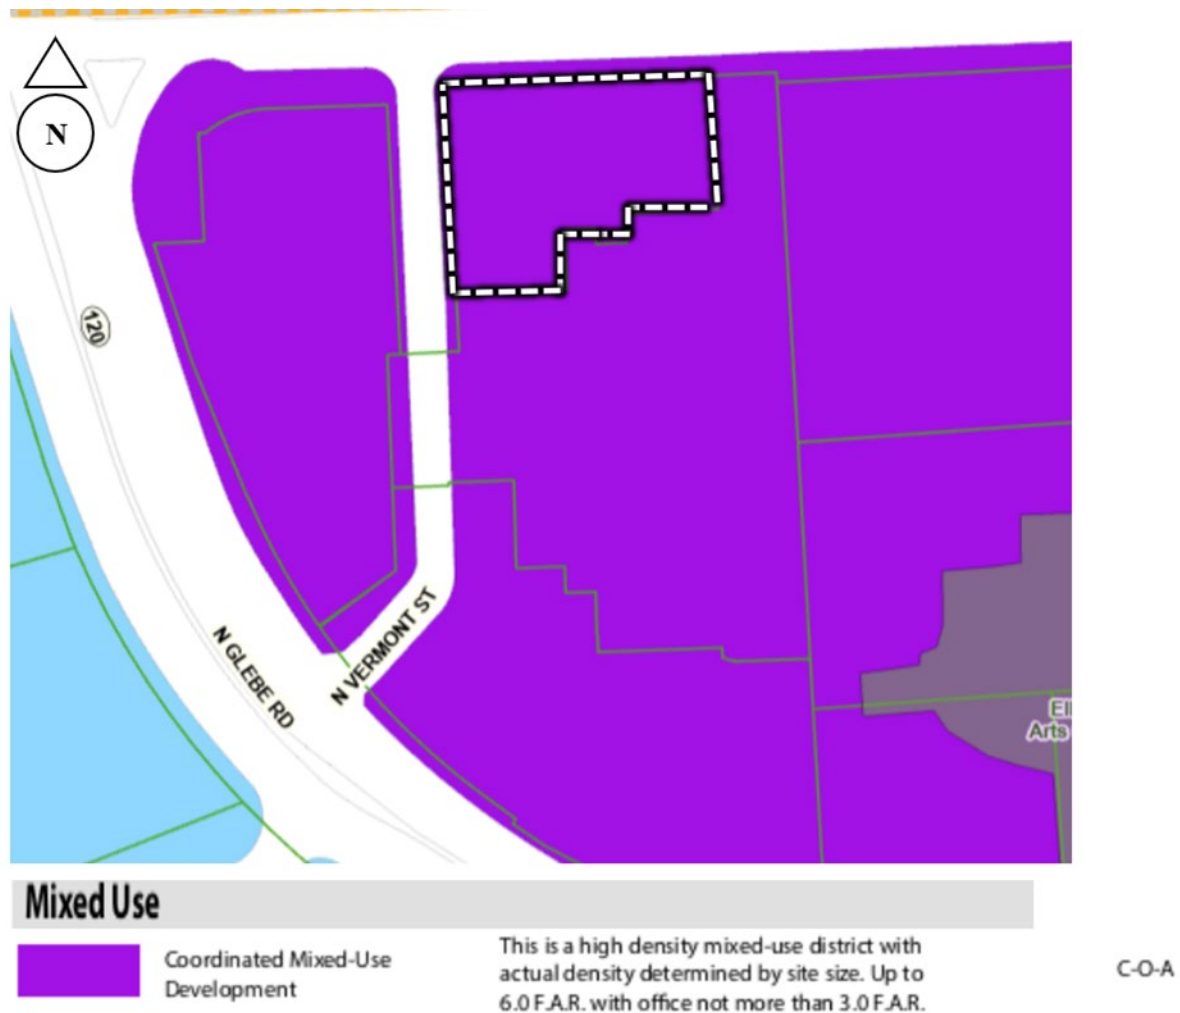 N
120
N GLEBE RD
N VERMONT ST
Ell
Arts
Mixed Use
Coordinated Mixed-Use
Development
This is a high density mixed-use district with
actual density determined by site size. Up to
6.0 F.A.R. with office not more than 3.0 F.A.R.
C-O-A